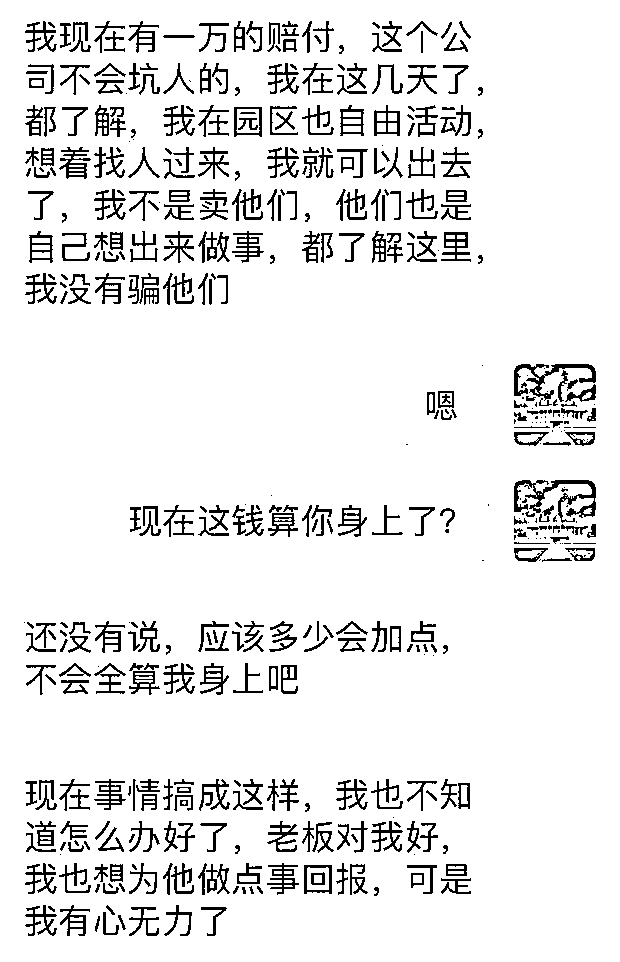 我现在有一万的赔付，这个公
司不会坑人的，我在这几天了，
都了解，我在园区也自由活动，
想着找人过来，我就可以出去
了，我不是卖他们，他们也是
自己想出来做事，都了解这里，
我没有骗他们
嗯
现在这钱算你身上了？
还没有说，应该多少会加点，
不会全算我身上吧
现在事情搞成这样，我也不知
道怎么办好了，老板对我好，
我也想为他做点事回报，可是
我有心无力了